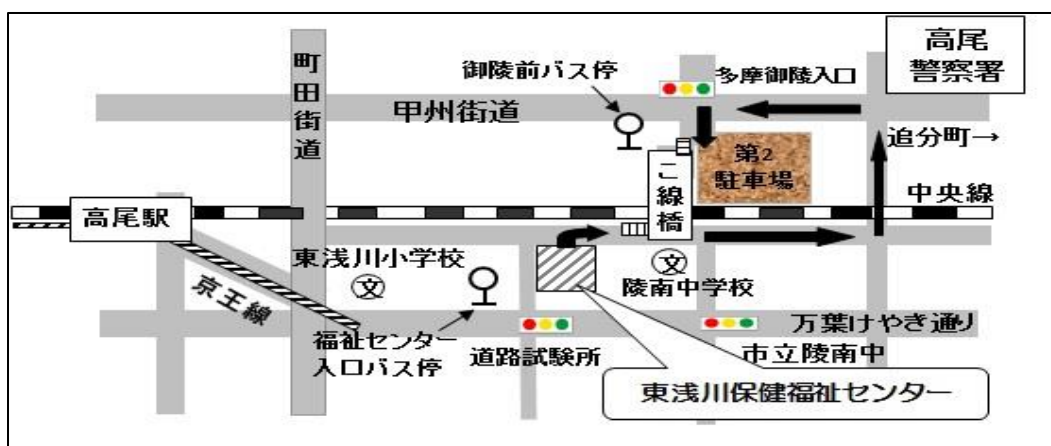 高尾
警察署
町田街道
御陵前バス停
多摩御陵入口
甲州街道
追分町→
第2
駐車場
こ線橋
中央線
高尾駅
東浅川小学校
文
文
陵南中学校
京王線
福祉センター
入口バス停
道路試験所
万葉けやき通り
市立陵南中
東浅川保健福祉センター